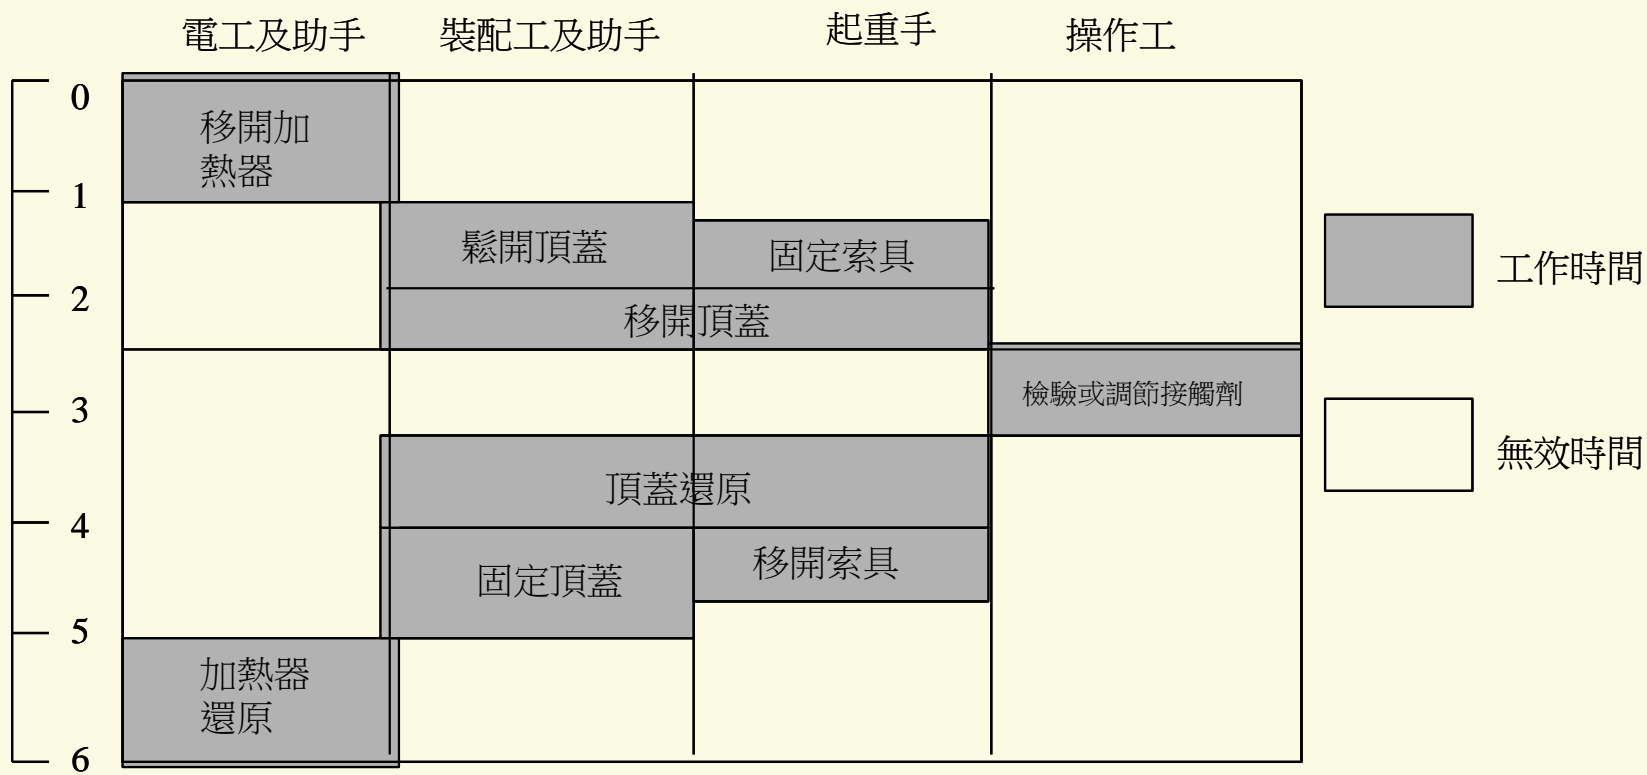 電工及助手
裝配工及助手
起重手
操作工
0
移開加
熱器
1
鬆開頂蓋
固定索具
工作時間
2
移開頂蓋
檢驗或調節接觸劑
3
無效時間
頂蓋還原
4
移開索具
固定頂蓋
5
加熱器
還原
6